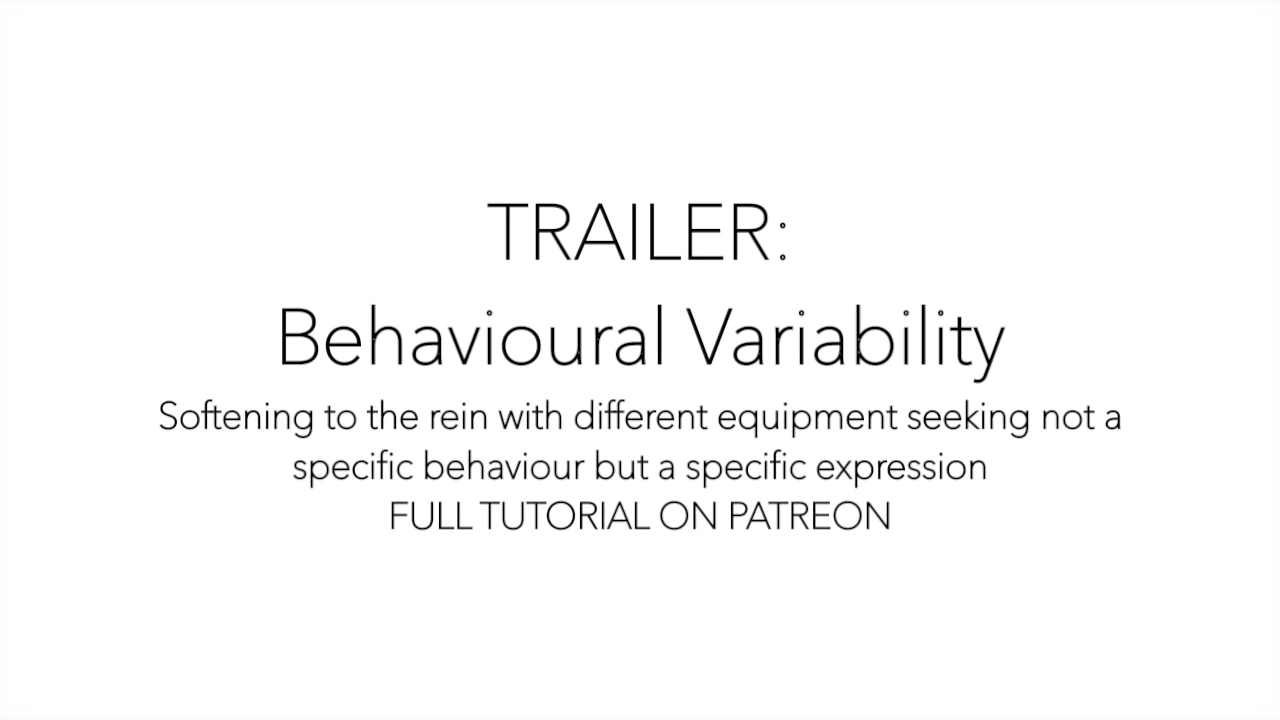 TRAILER:
Behavioural Variability
Softening to the rein with different equipment seeking not a
specific behaviour but a specific expression
FULL TUTORIAL ON PATREON